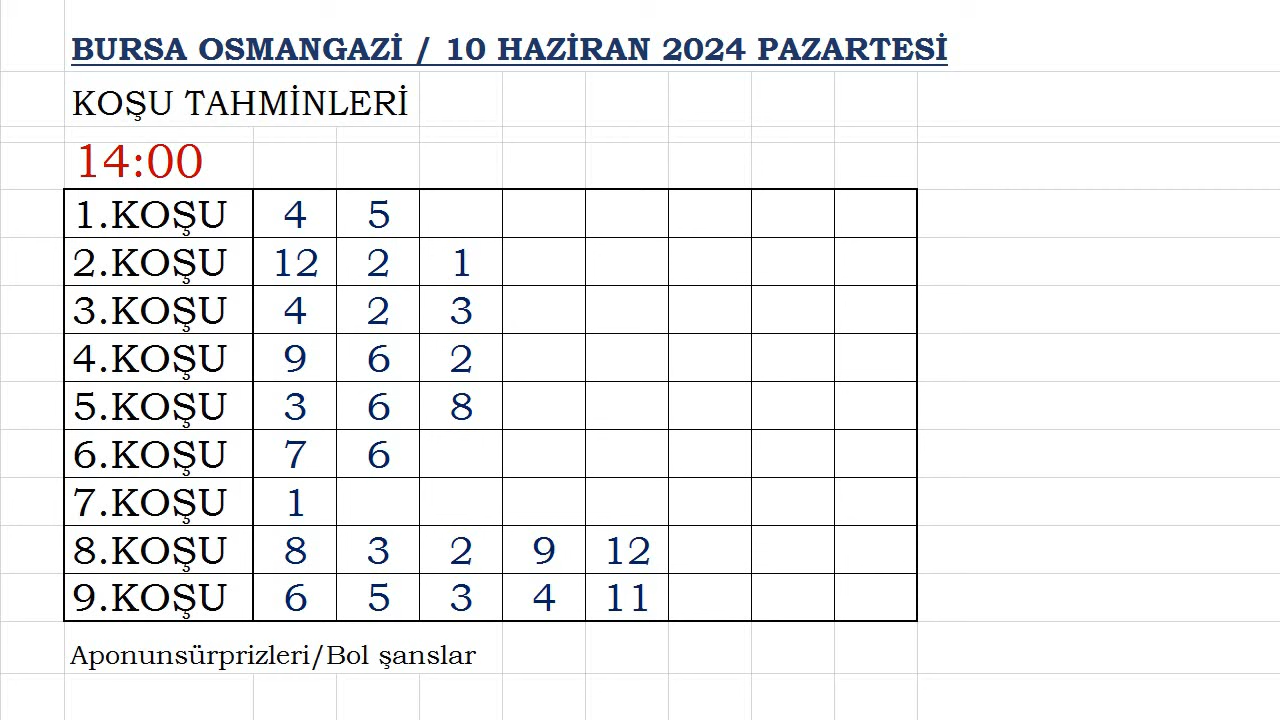 BURSA OSMANGAZİ / 10 HAZİRAN 2024 PAZARTESİ
KOŞU TAHMİNLERİ
14:00
1.KOŞU 4 5
2.KOŞU 12 2 1
3.KOŞU 4 2 3
4.KOŞU 9 6 2
5.KOŞU 3 6 8
6.KOŞU 7 6
7.KOŞU 1
8.KOŞU 8 3 2 9 12
9.KOŞU 6 5 3 4 11
Aponunsürprizleri/Bol şanslar